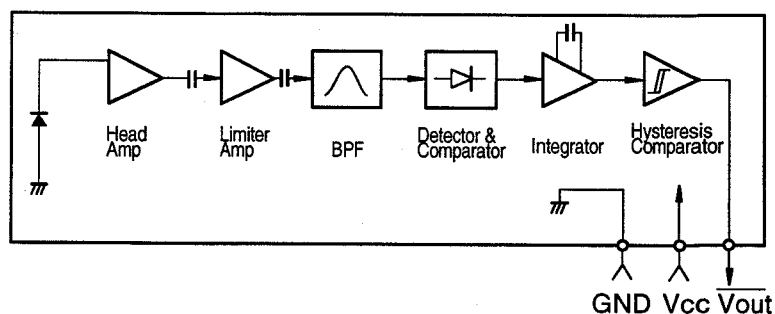 Head
Amp
Limiter
Amp
BPF
Detector &
Comparator
Integrator
Hysteresis
Comparator
GND Vcc Vout